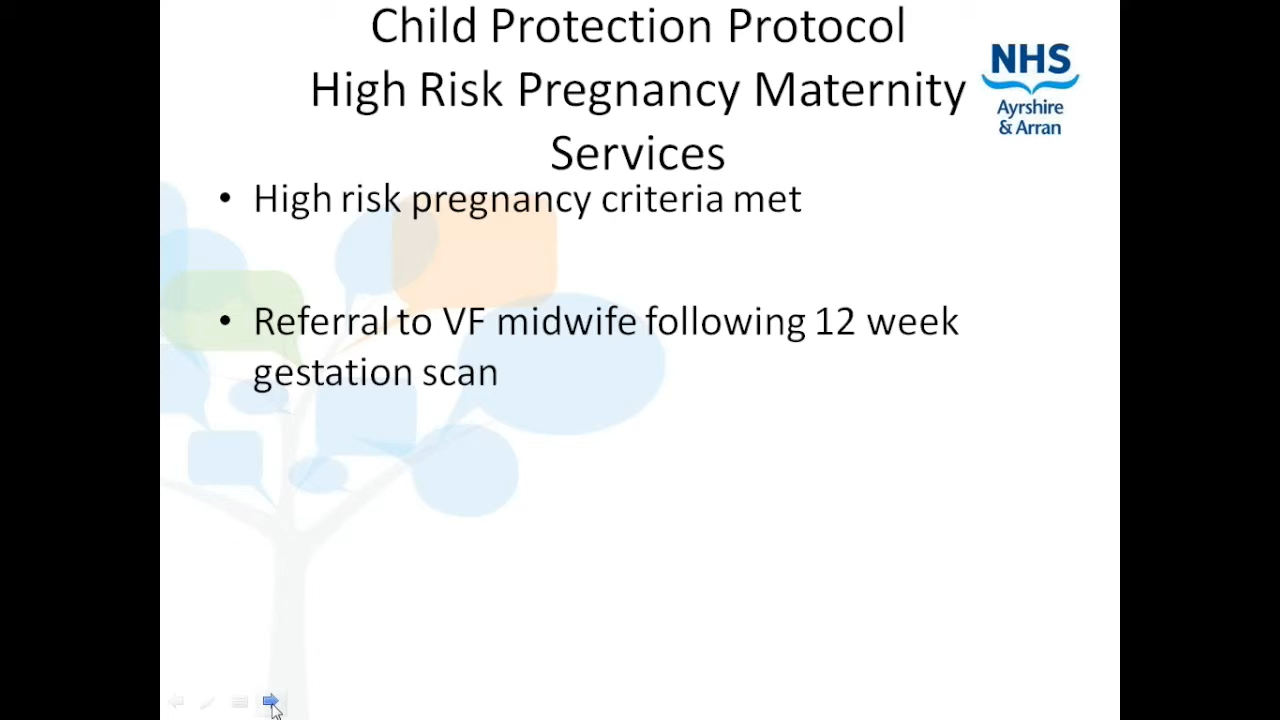 Child Protection Protocol
High Risk Pregnancy Maternity
Services
NHS
Ayrshire
& Arran
• High risk pregnancy criteria met
• Referral to VF midwife following 12 week
gestation scan